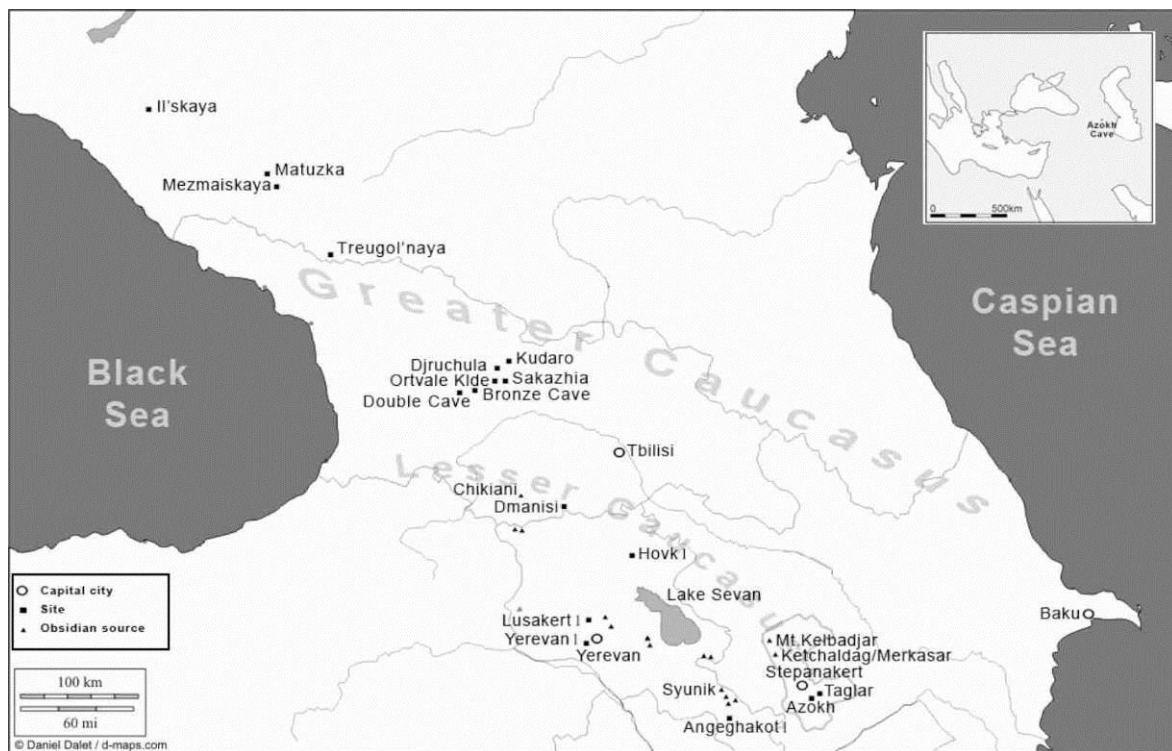 Il'skaya
Matuzka
Mezmaiskaya
Azokh
Cave
0
500km
Treugol'naya
Greater Caucasus
Caspian
Sea
Black
Sea
Kudaro
Djruchula
Ortvale Klde
Sakazhia
Bronze Cave
Double Cave
Tbilisi
Lesser Caucasus
Chikiani
Dmanisi
Hovk I
Capital city
Site
Obsidian source
Lake Sevan
Baku
Lusakert I
Yerevan I
Yerevan
Mt Kelbadjar
Ketchaldag/Merkasar
Stepanakert
Syunik
Taglar
Azokh
Angeghakot I
100 km
60 mi
© Daniel Dalet / d-maps.com